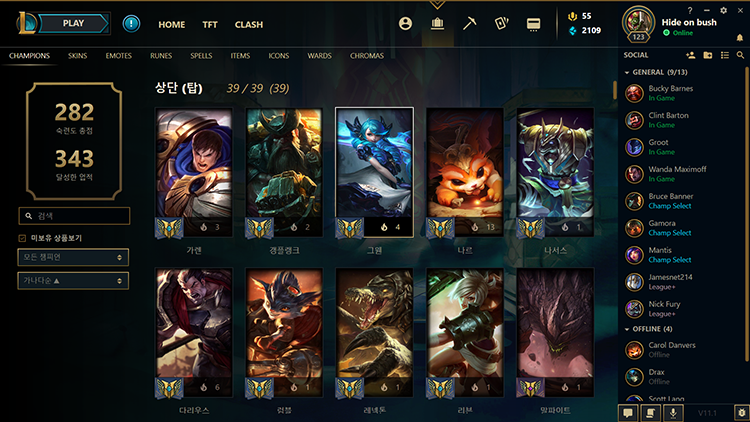 PLAY
HOME
TFT
CLASH
55
2109
Hide on bush
Online
123
CHAMPIONS
SKINS
EMOTES
RUNES
SPELLS
ITEMS
ICONS
WARDS
CHROMAS
282
숙련도 총점
343
달성한 업적
검색
미보유 상품보기
모든 챔피언
가나다순 ▲
상단 (탑) 39 / 39 (39)
3
가렌
2
갱플랭크
4
그웬
13
나르
1
나서스
6
다리우스
1
럼블
1
레넥톤
1
리븐
1
말파이트
SOCIAL
GENERAL (9/13)
Bucky Barnes
In Game
Clint Barton
In Game
Groot
In Game
Wanda Maximoff
In Game
Bruce Banner
Champ Select
Gamora
Champ Select
Mantis
Champ Select
Jamesnet214
League+
Nick Fury
League+
OFFLINE (4)
Carol Danvers
Offline
Drax
Offline
Scott Lang
V11.1